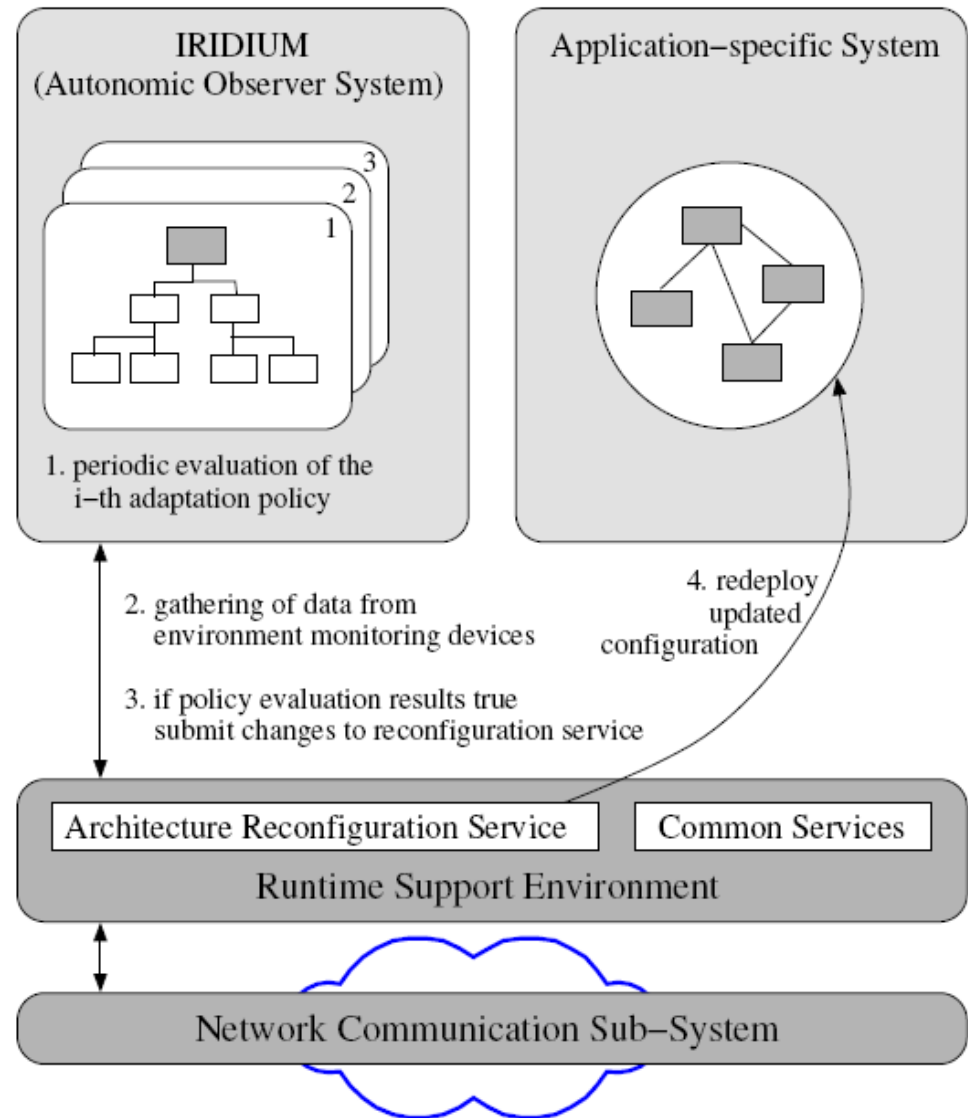 IRIDIUM
(Autonomic Observer System)
3
2
1
1. periodic evaluation of the
i−th adaptation policy
Application−specific System
2. gathering of data from
environment monitoring devices
3. if policy evaluation results true
submit changes to reconfiguration service
4. redeploy
updated
configuration
Architecture Reconfiguration Service
Common Services
Runtime Support Environment
Network Communication Sub−System